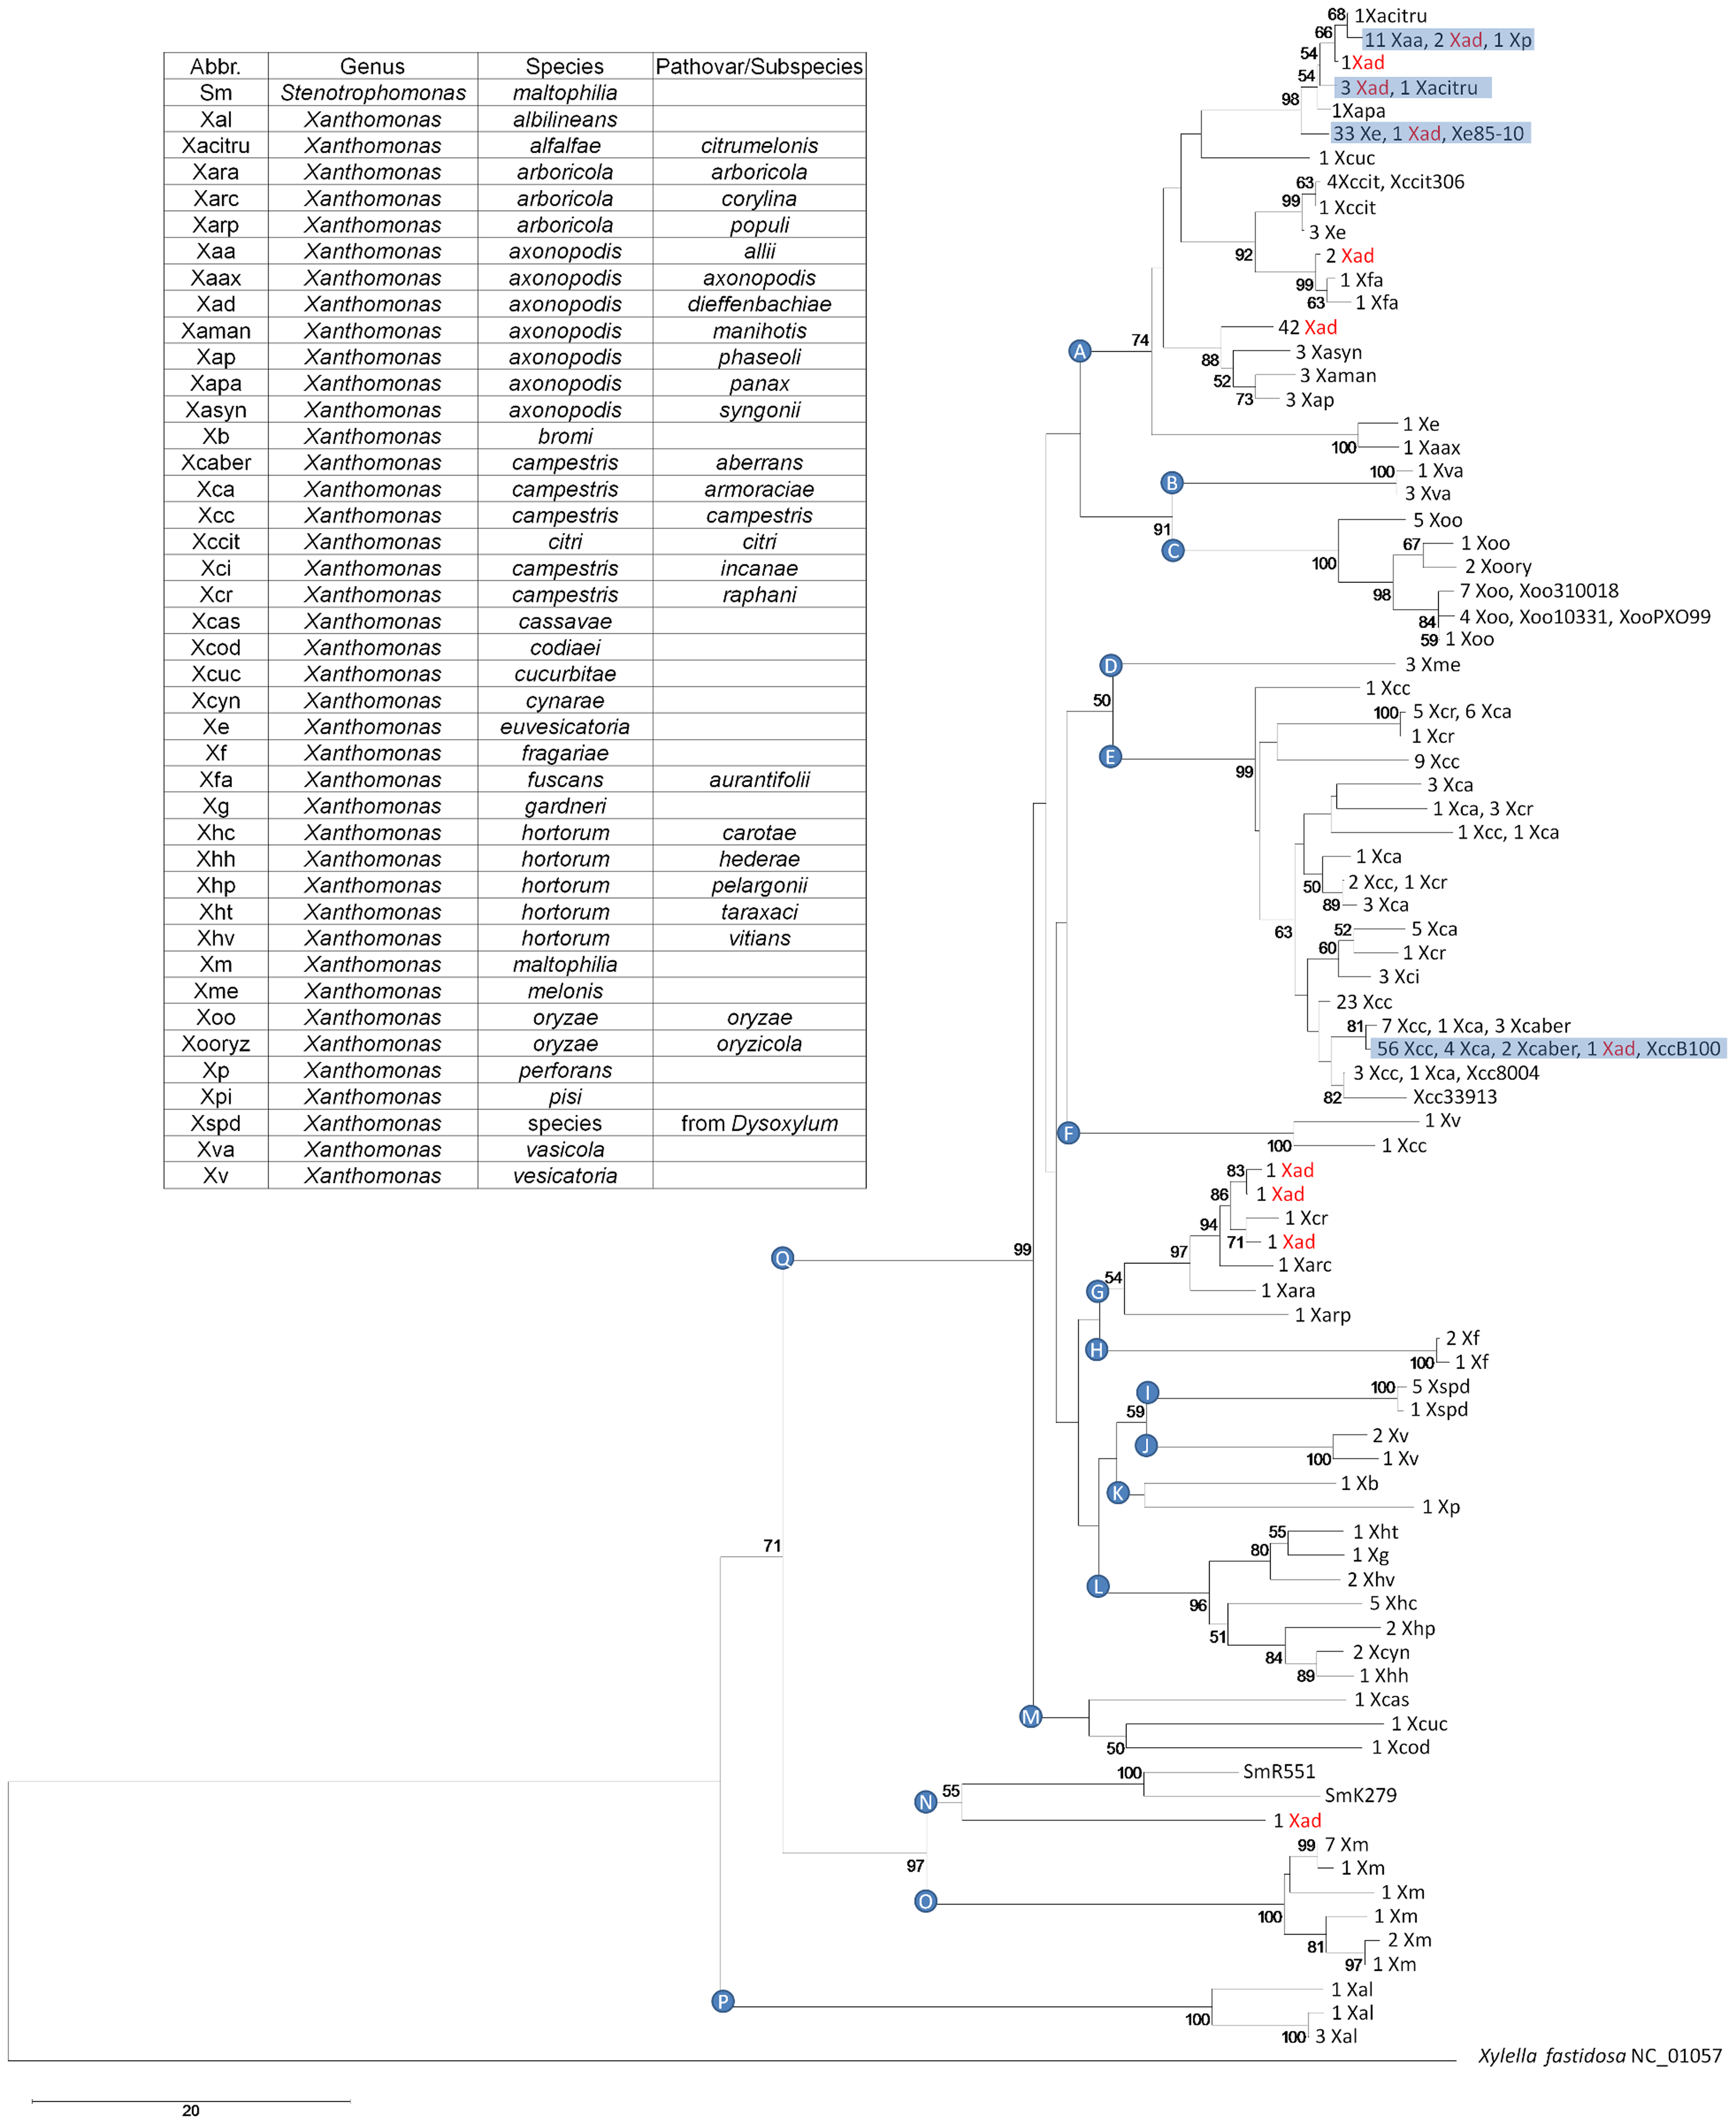 Abbr. Genus Species Pathovar/Subspecies
Sm Stenotrophomonas maltophilia
Xal Xanthomonas albilineans
Xacitru Xanthomonas alfalfae citrumelonis
Xara Xanthomonas arboricola arboricola
Xarc Xanthomonas arboricola corylina
Xarp Xanthomonas arboricola populi
Xaa Xanthomonas axonopodis allii
Xaax Xanthomonas axonopodis axonopodis
Xad Xanthomonas axonopodis dieffenbachiae
Xaman Xanthomonas axonopodis manihotis
Xap Xanthomonas axonopodis phaseoli
Xapa Xanthomonas axonopodis panax
Xasyn Xanthomonas axonopodis syngonii
Xb Xanthomonas bromi
Xcaber Xanthomonas campestris aberrans
Xca Xanthomonas campestris armoraciae
Xcc Xanthomonas campestris campestris
Xccit Xanthomonas citri citri
Xci Xanthomonas campestris incanae
Xcr Xanthomonas campestris raphani
Xcas Xanthomonas cassavae
Xcod Xanthomonas codiaei
Xcuc Xanthomonas cucurbitae
Xcyn Xanthomonas cynarae
Xe Xanthomonas euvesicatoria
Xf Xanthomonas fragariae
Xfa Xanthomonas fuscans aurantifolii
Xg Xanthomonas gardneri
Xhc Xanthomonas hortorum carotae
Xhh Xanthomonas hortorum hederae
Xhp Xanthomonas hortorum pelargonii
Xht Xanthomonas hortorum taraxaci
Xhv Xanthomonas hortorum vitians
Xm Xanthomonas maltophilia
Xme Xanthomonas melonis
Xoo Xanthomonas oryzae oryzae
Xooryz Xanthomonas oryzae oryzicola
Xp Xanthomonas perforans
Xpi Xanthomonas pisi
Xspd Xanthomonas species from Dysoxylum
Xva Xanthomonas vasicola
Xv Xanthomonas vesicatoria
68 1Xacitru
66 11 Xaa, 2 Xad, 1 Xp
54 1Xad
54 3 Xad, 1 Xacitru
98 1Xapa
33 Xe, 1 Xad, Xe85-10
1 Xcuc
63 4Xccit, Xccit306
99 1 Xccit
3 Xe
92 2 Xad
99 1 Xfa
63 1 Xfa
42 Xad
A 74
88 3 Xasyn
52 3 Xaman
73 3 Xap
1 Xe
100 1 Xaax
100 1 Xva
B 3 Xva
91 5 Xoo
C 67 1 Xoo
100 2 Xoory
98 7 Xoo, Xoo310018
84 4 Xoo, Xoo10331, XooPXO99
59 1 Xoo
D 3 Xme
50 1 Xcc
100 5 Xcr, 6 Xca
1 Xcr
E 9 Xcc
99 3 Xca
1 Xca, 3 Xcr
1 Xcc, 1 Xca
1 Xca
50 2 Xcc, 1 Xcr
89 3 Xca
63 52 5 Xca
60 1 Xcr
3 Xci
23 Xcc
81 7 Xcc, 1 Xca, 3 Xcaber
56 Xcc, 4 Xca, 2 Xcaber, 1 Xad, XccB100
3 Xcc, 1 Xca, Xcc8004
82 Xcc33913
1 Xv
F 100 1 Xcc
83 1 Xad
86 1 Xad
94 1 Xcr
71 1 Xad
Q 99 97 1 Xarc
G 54 1 Xara
1 Xarp
2 Xf
H 100 1 Xf
I 100 5 Xspd
59 1 Xspd
J 2 Xv
100 1 Xv
K 1 Xb
1 Xp
55 1 Xht
71 80 1 Xg
L 2 Xhv
96 5 Xhc
51 2 Xhp
84 2 Xcyn
89 1 Xhh
M 1 Xcas
1 Xcuc
50 1 Xcod
100 SmR551
N 55 SmK279
1 Xad
99 7 Xm
97 1 Xm
O 1 Xm
100 1 Xm
81 2 Xm
97 1 Xm
P 1 Xal
100 1 Xal
100 3 Xal
Xylella fastidosa NC_01057
20